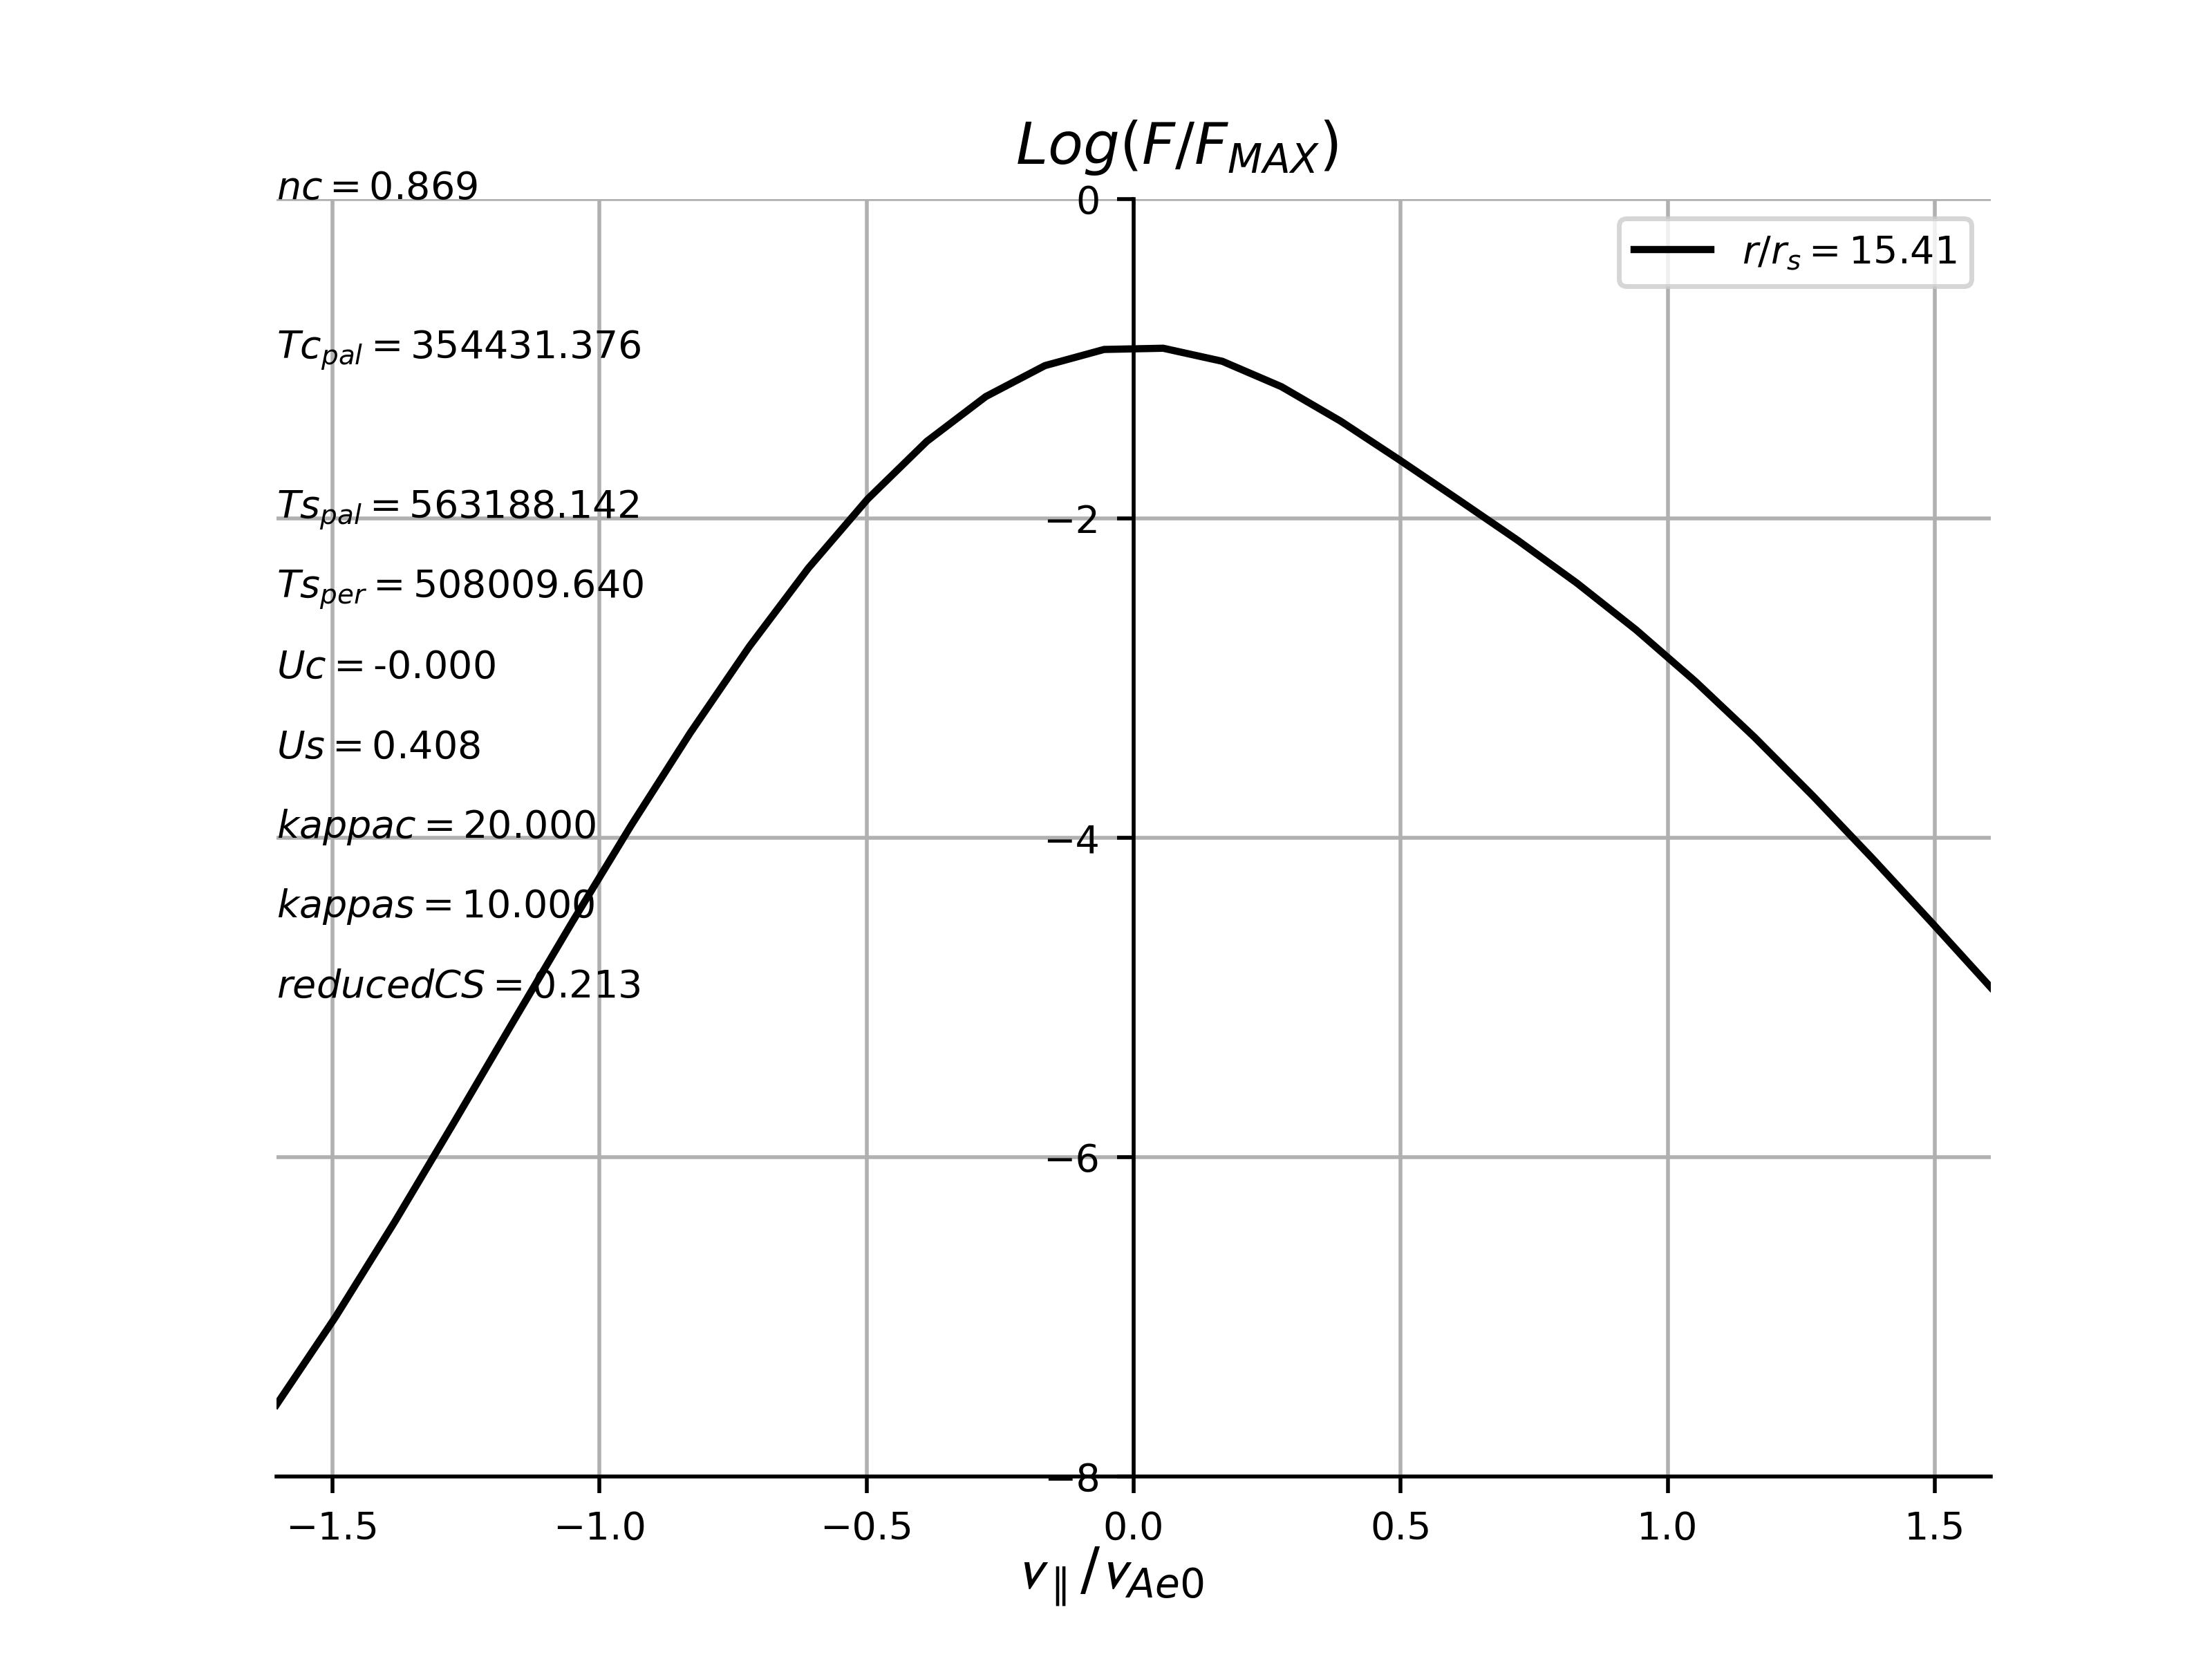 Log(F/F_MAX)
nc = 0.869
0
r/r_s = 15.41
Tc_pal = 354431.376
Ts_pal = 563188.142
−2
Ts_per = 508009.640
Uc = -0.000
Us = 0.408
kappac = 20.000
−4
kappas = 10.000
reducedCS = 0.213
−6
−8
−1.5 −1.0 −0.5 0.0 0.5 1.0 1.5
v_∥/v_Ae0